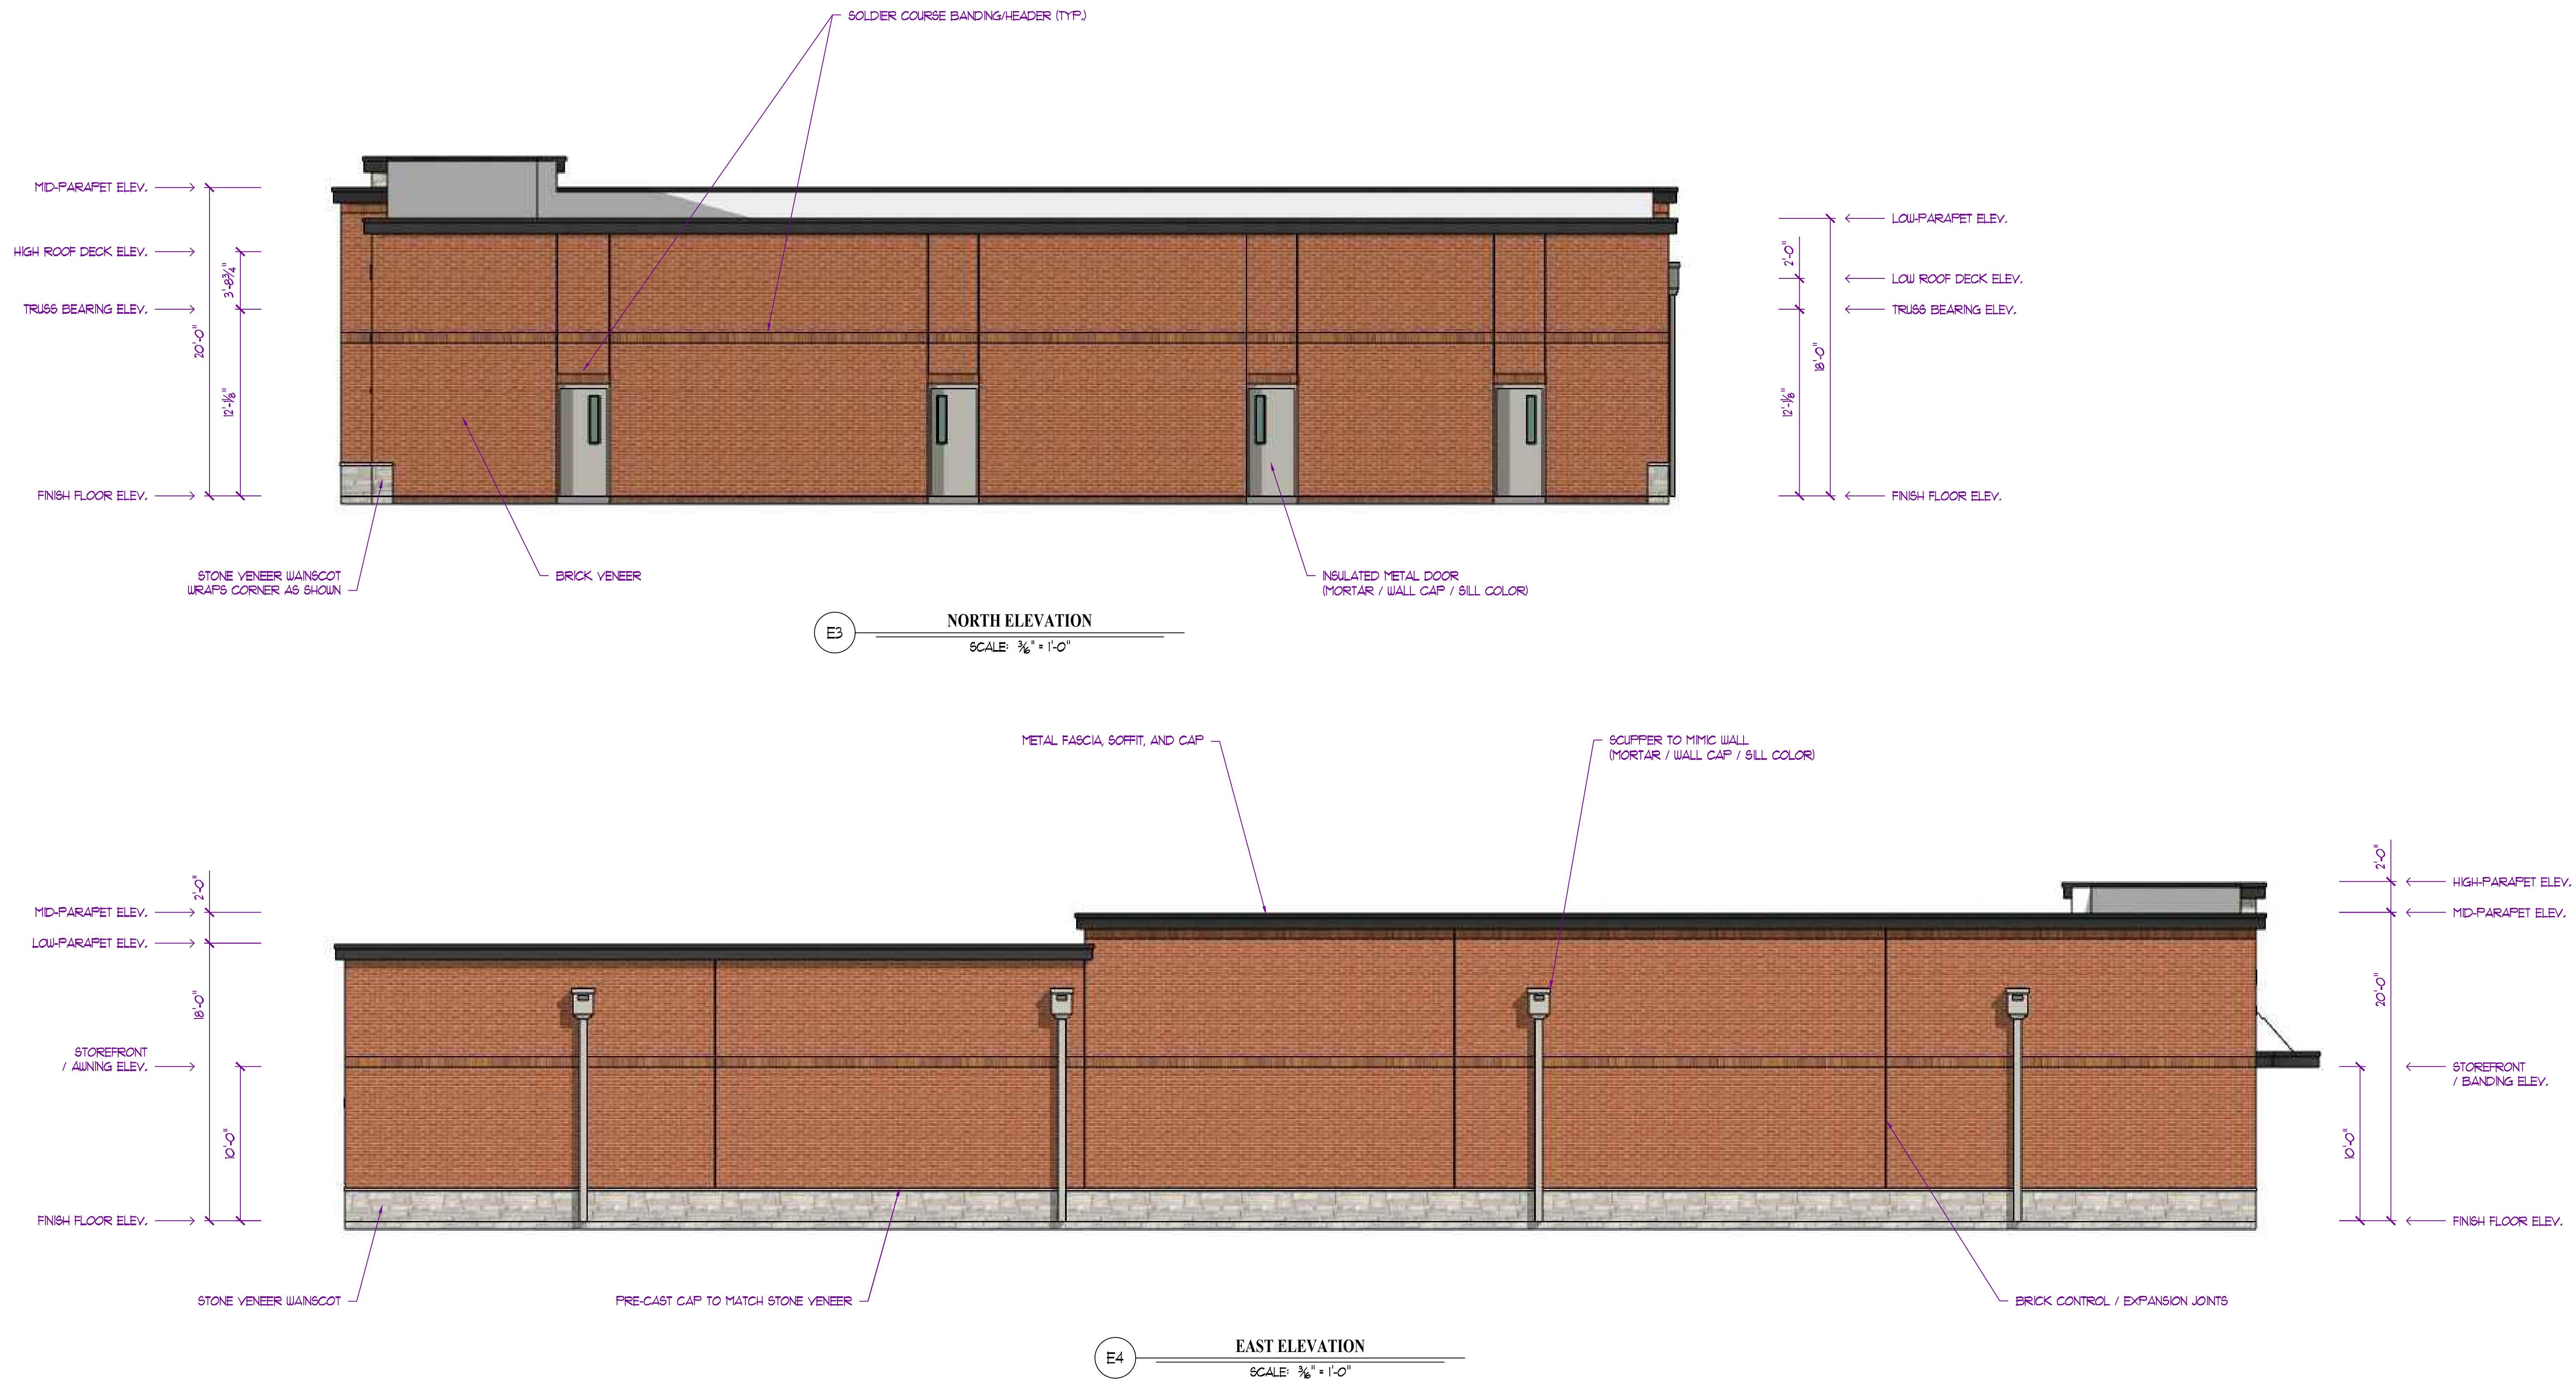 SOLDIER COURSE BANDING/HEADER (TYP.)
MID-PARAPET ELEV.
HIGH ROOF DECK ELEV.
TRUSS BEARING ELEV.
FINISH FLOOR ELEV.
20'-0"
3'-8¾"
12'-1⅛"
LOW-PARAPET ELEV.
LOW ROOF DECK ELEV.
TRUSS BEARING ELEV.
FINISH FLOOR ELEV.
2'-0"
18'-0"
12'-1⅛"
STONE VENEER WAINSCOT
WRAPS CORNER AS SHOWN
BRICK VENEER
INSULATED METAL DOOR
(MORTAR / WALL CAP / SILL COLOR)
E3
NORTH ELEVATION
SCALE: 3/16" = 1'-0"
METAL FASCIA, SOFFIT, AND CAP
SCUPPER TO MIMIC WALL
(MORTAR / WALL CAP / SILL COLOR)
MID-PARAPET ELEV.
LOW-PARAPET ELEV.
STOREFRONT
/ AWNING ELEV.
FINISH FLOOR ELEV.
2'-0"
18'-0"
10'-0"
2'-0"
20'-0"
10'-0"
HIGH-PARAPET ELEV.
MID-PARAPET ELEV.
STOREFRONT
/ BANDING ELEV.
FINISH FLOOR ELEV.
STONE VENEER WAINSCOT
PRE-CAST CAP TO MATCH STONE VENEER
BRICK CONTROL / EXPANSION JOINTS
E4
EAST ELEVATION
SCALE: 3/16" = 1'-0"